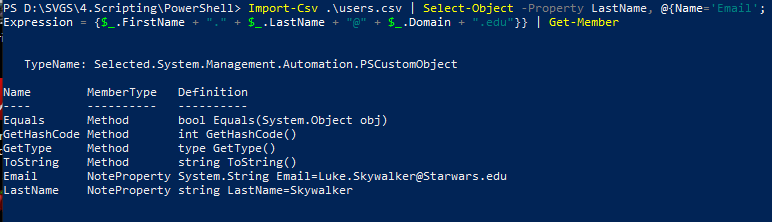 PS D:\SVGS\4.Scripting\PowerShell> Import-Csv .\users.csv | Select-Object -Property LastName, @{Name='Email';
Expression = {$_.FirstName + "." + $_.LastName + "@" + $_.Domain + ".edu"}} | Get-Member
TypeName: Selected.System.Management.Automation.PSCustomObject
Name MemberType Definition
---- ---------- ----------
Equals Method bool Equals(System.Object obj)
GetHashCode Method int GetHashCode()
GetType Method type GetType()
ToString Method string ToString()
Email NoteProperty System.String Email=Luke.Skywalker@Starwars.edu
LastName NoteProperty string LastName=Skywalker